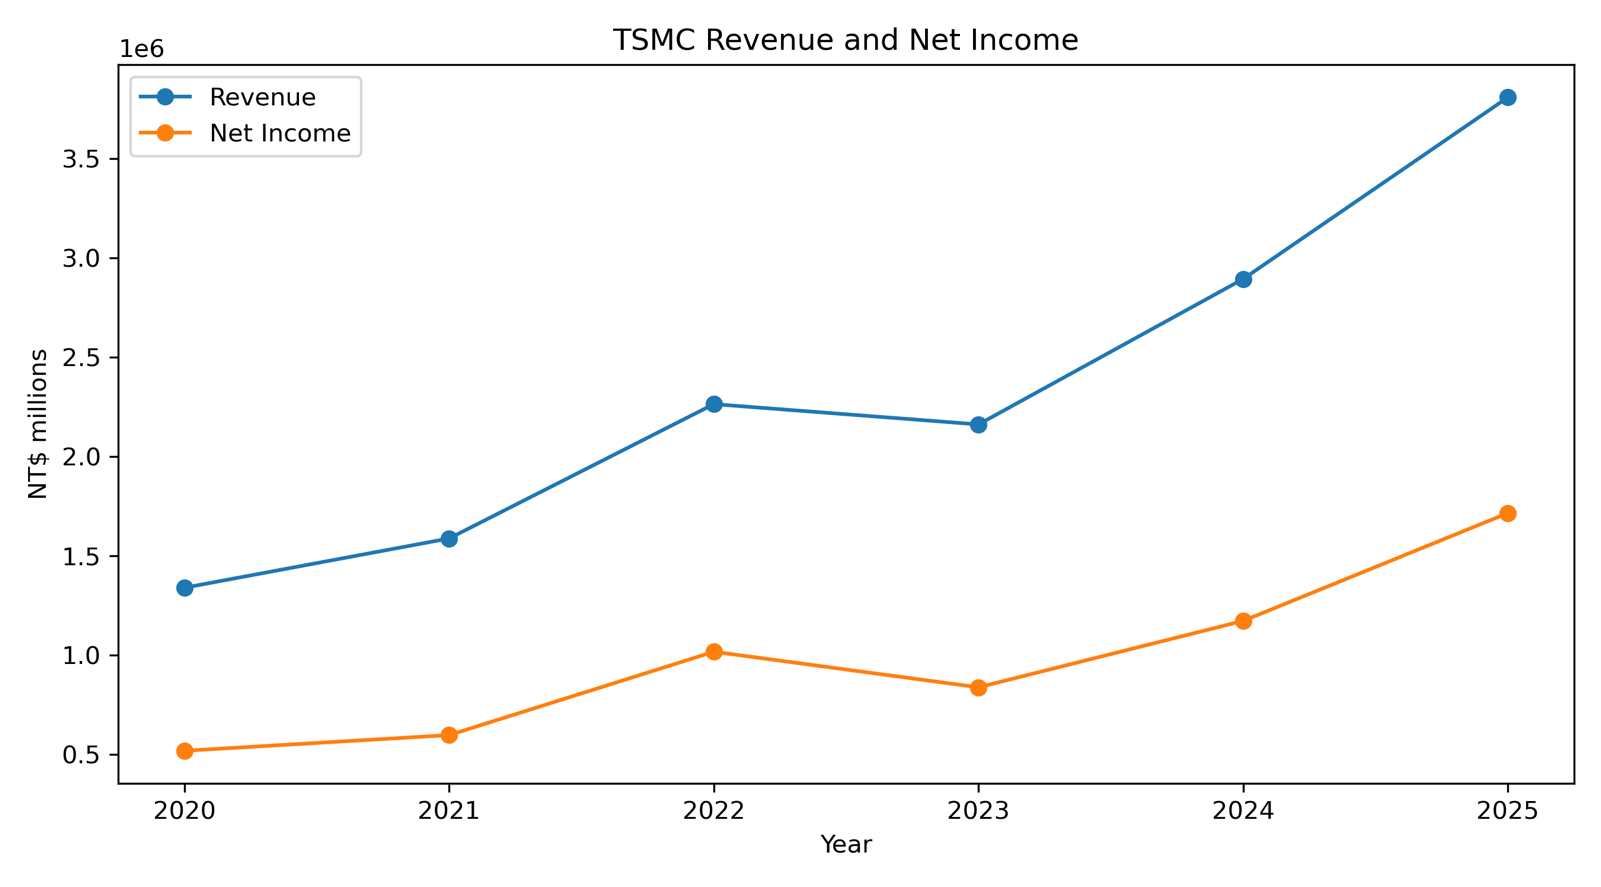 TSMC Revenue and Net Income
1e6
Revenue
Net Income
3.5
3.0
2.5
2.0
1.5
1.0
0.5
NT$ millions
2020 2021 2022 2023 2024 2025
Year